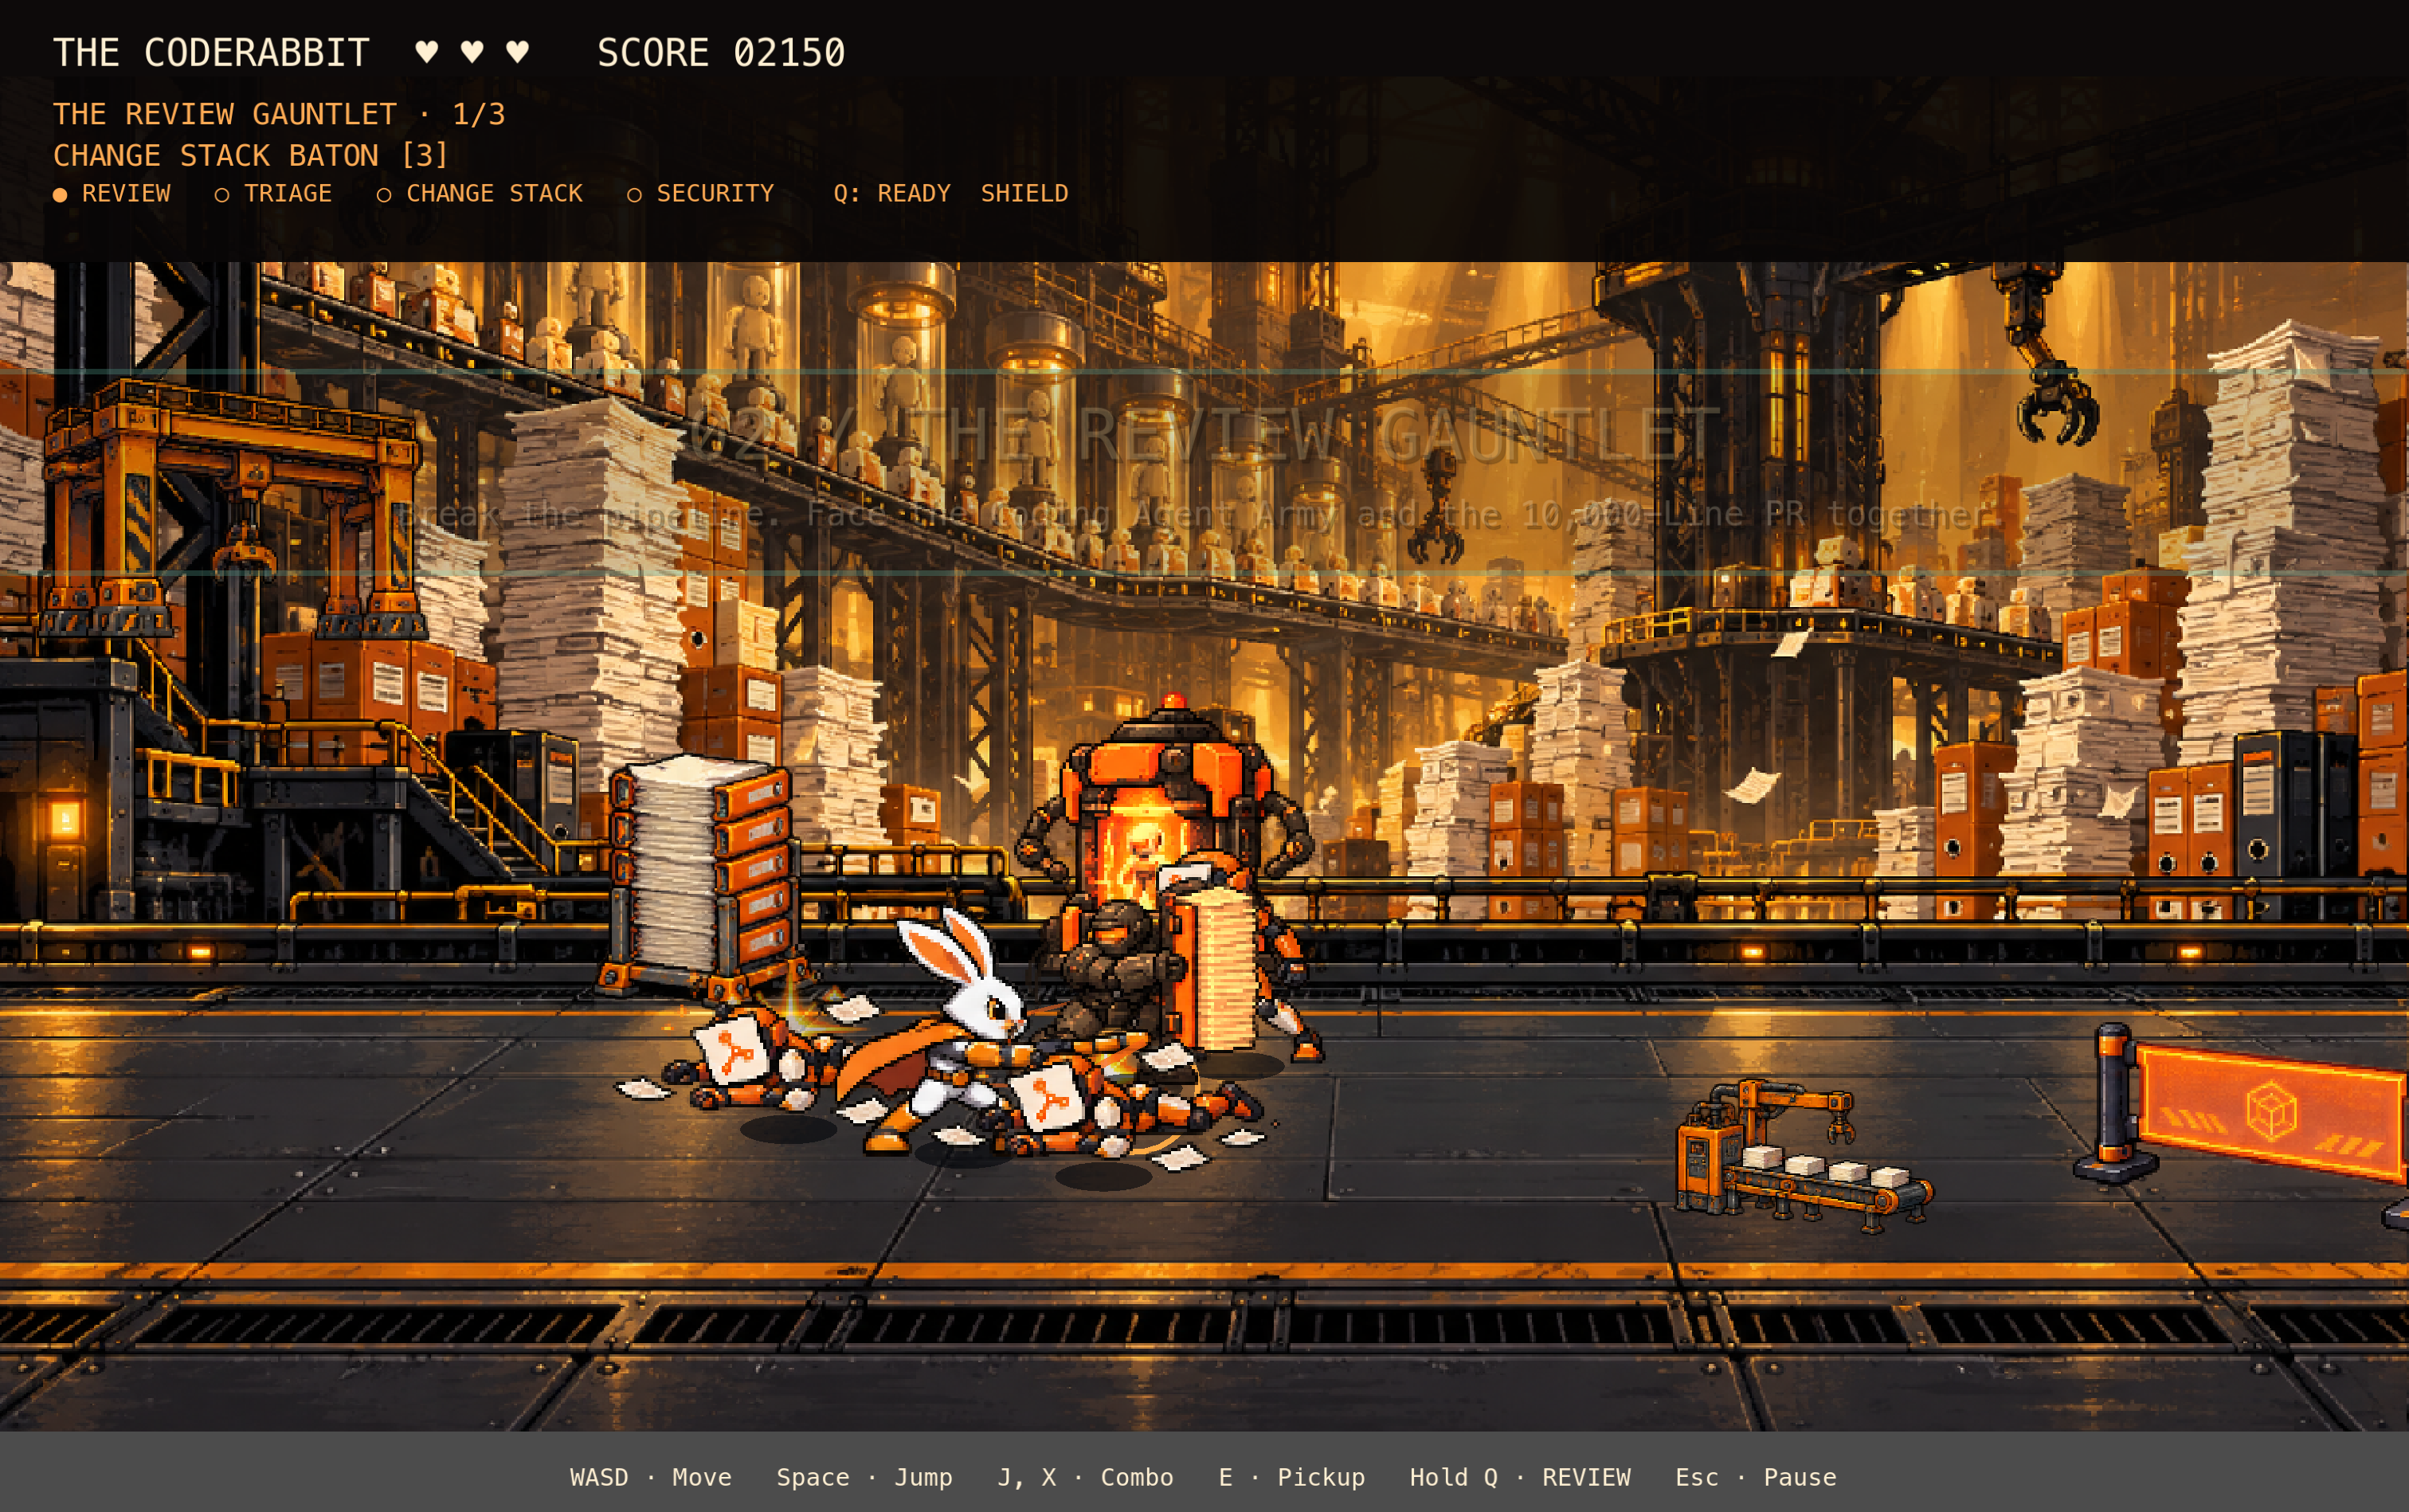 THE CODERABBIT ♥ ♥ ♥ SCORE 02150
THE REVIEW GAUNTLET · 1/3
CHANGE STACK BATON [3]
● REVIEW ○ TRIAGE ○ CHANGE STACK ○ SECURITY Q: READY SHIELD
02 / THE REVIEW GAUNTLET
Break the pipeline. Face the Coding Agent Army and the 10,000-Line PR together.
WASD · Move Space · Jump J, X · Combo E · Pickup Hold Q · REVIEW Esc · Pause